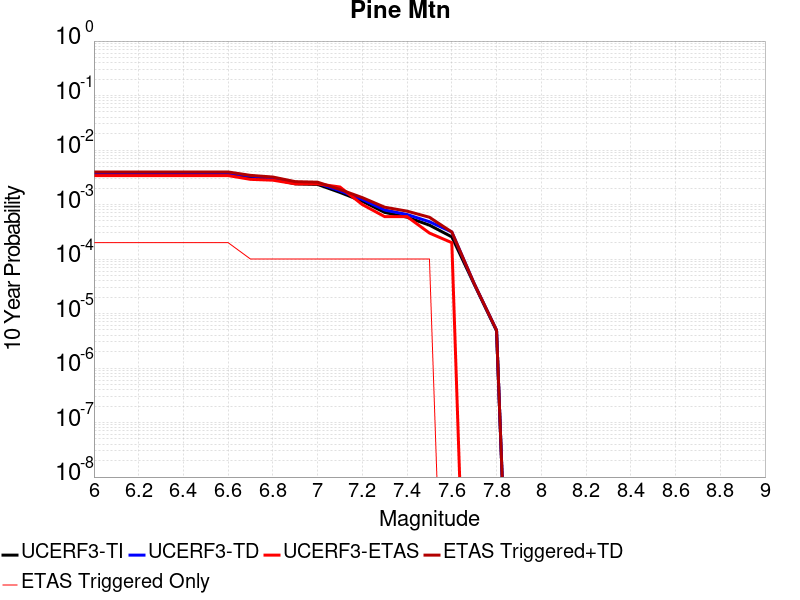 Pine Mtn
10 Year Probability
10^0
10^-1
10^-2
10^-3
10^-4
10^-5
10^-6
10^-7
10^-8
6 6.2 6.4 6.6 6.8 7 7.2 7.4 7.6 7.8 8 8.2 8.4 8.6 8.8 9
Magnitude
UCERF3-TI UCERF3-TD UCERF3-ETAS ETAS Triggered+TD
ETAS Triggered Only